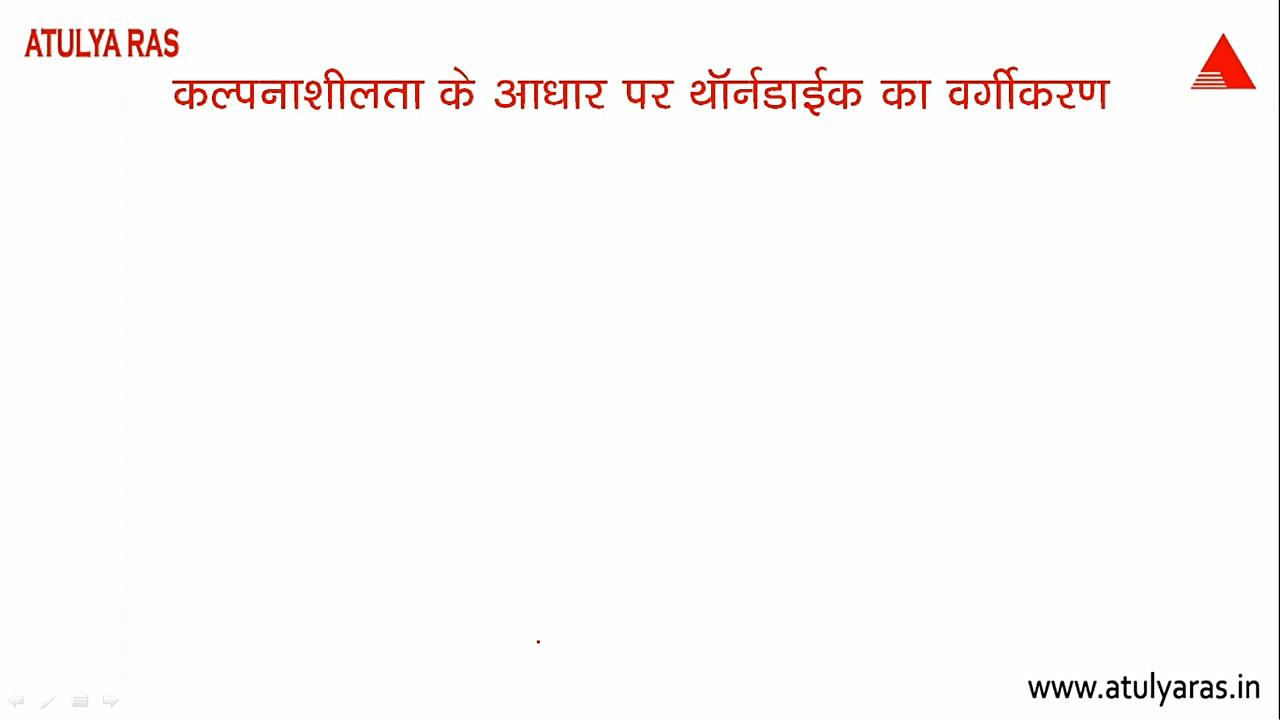 ATULYA RAS
कल्पनाशीलता के आधार पर थॉर्नडाईक का वर्गीकरण
www.atulyaras.in